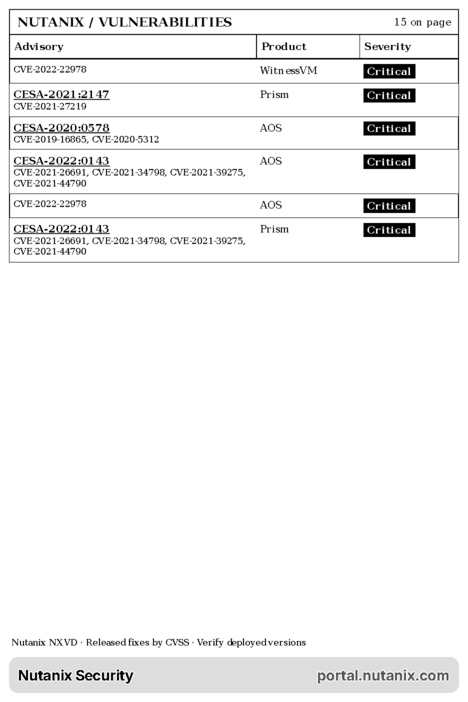 NUTANIX / VULNERABILITIES 15 on page
Advisory Product Severity
CVE-2022-22978 WitnessVM Critical
CESA-2021:2147 Prism Critical
CVE-2021-27219
CESA-2020:0578 AOS Critical
CVE-2019-16865, CVE-2020-5312
CESA-2022:0143 AOS Critical
CVE-2021-26691, CVE-2021-34798, CVE-2021-39275,
CVE-2021-44790
CVE-2022-22978 AOS Critical
CESA-2022:0143 Prism Critical
CVE-2021-26691, CVE-2021-34798, CVE-2021-39275,
CVE-2021-44790
Nutanix NXVD · Released fixes by CVSS · Verify deployed versions
Nutanix Security portal.nutanix.com